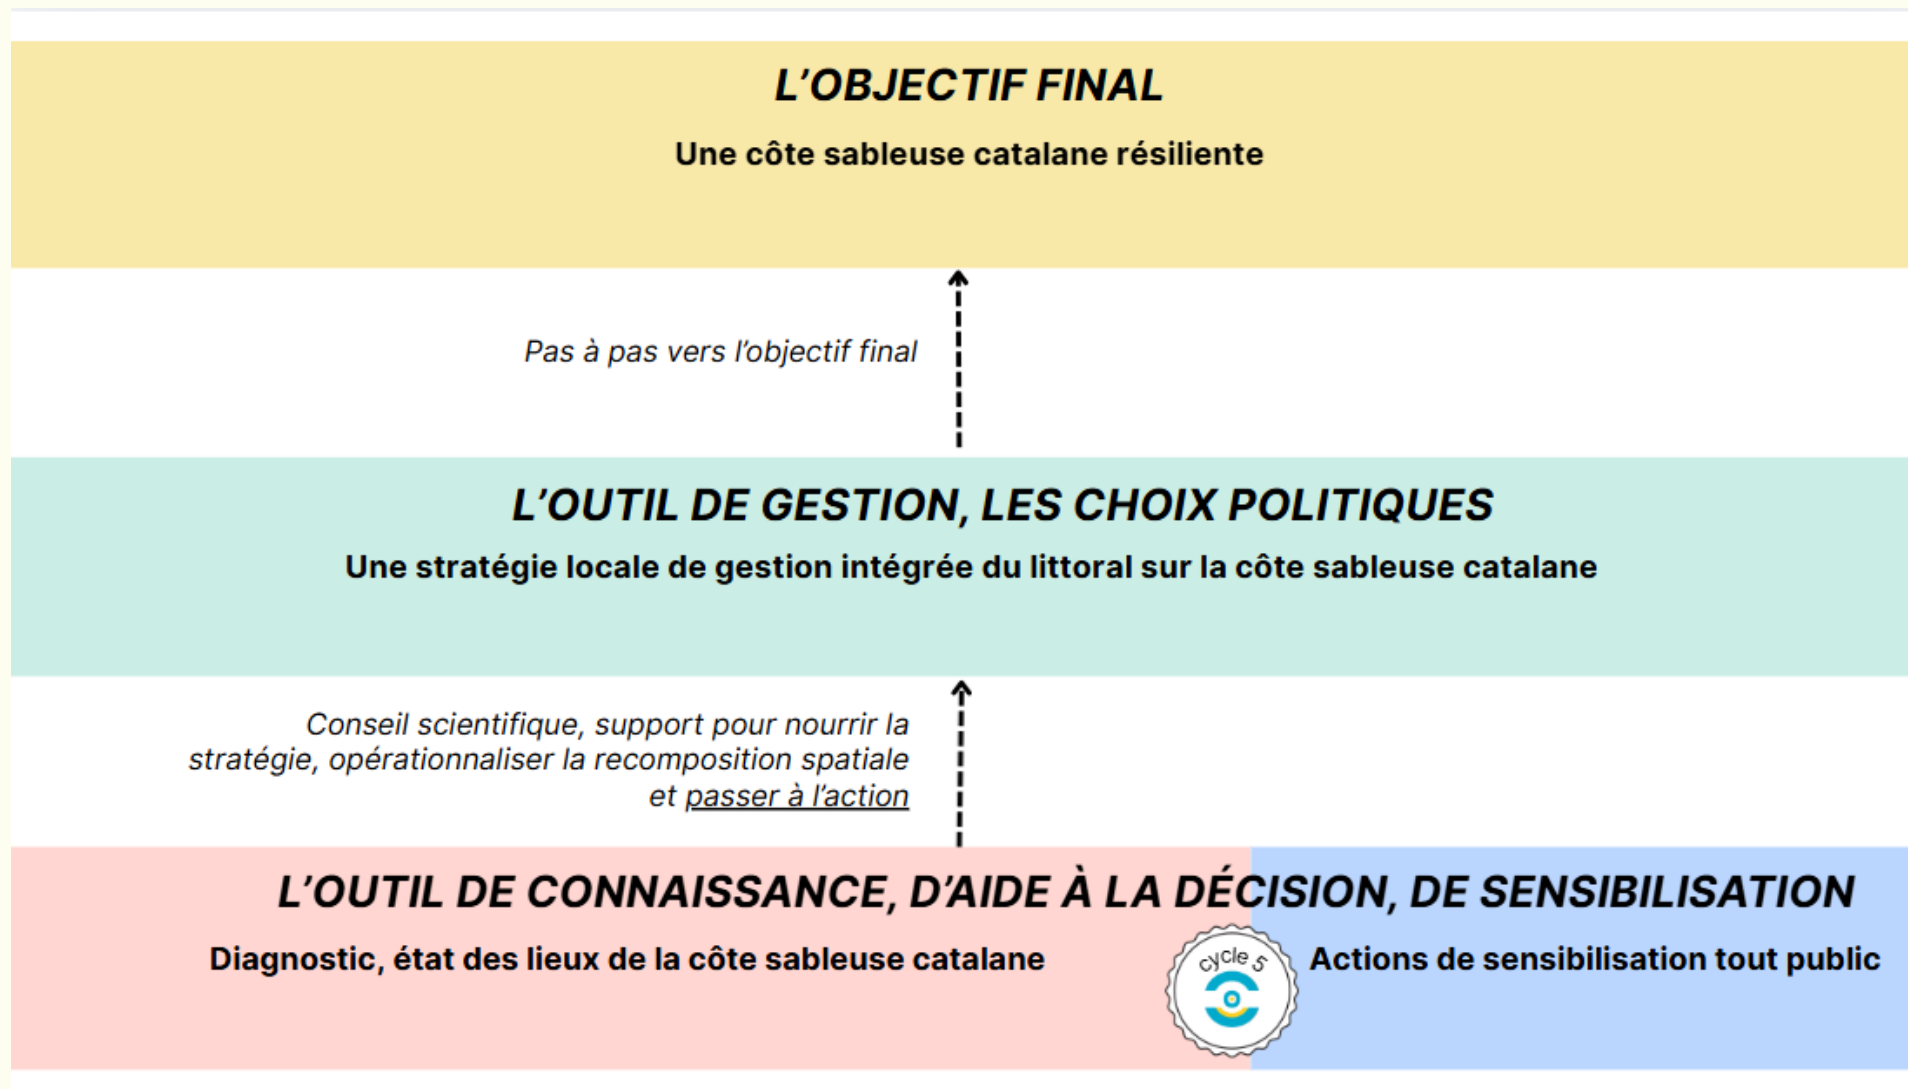 L’OBJECTIF FINAL
Une côte sableuse catalane résiliente
Pas à pas vers l’objectif final
L’OUTIL DE GESTION, LES CHOIX POLITIQUES
Une stratégie locale de gestion intégrée du littoral sur la côte sableuse catalane
Conseil scientifique, support pour nourrir la
stratégie, opérationnaliser la recomposition spatiale
et passer à l’action
L’OUTIL DE CONNAISSANCE, D’AIDE À LA DÉCISION, DE SENSIBILISATION
Diagnostic, état des lieux de la côte sableuse catalane
cycle 5
Actions de sensibilisation tout public